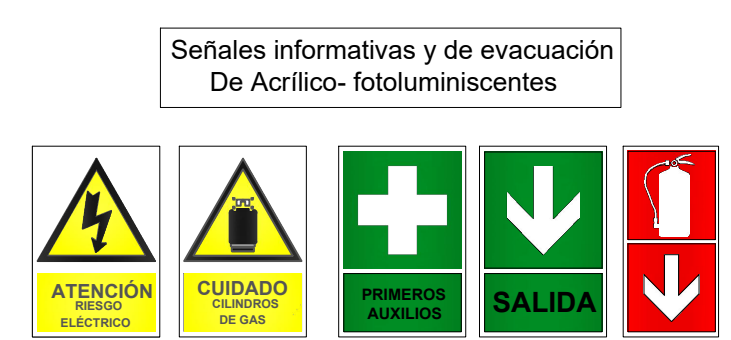 Señales informativas y de evacuación
De Acrílico- fotoluminiscentes
ATENCIÓN
RIESGO
ELÉCTRICO
CUIDADO
CILINDROS
DE GAS
PRIMEROS
AUXILIOS
SALIDA